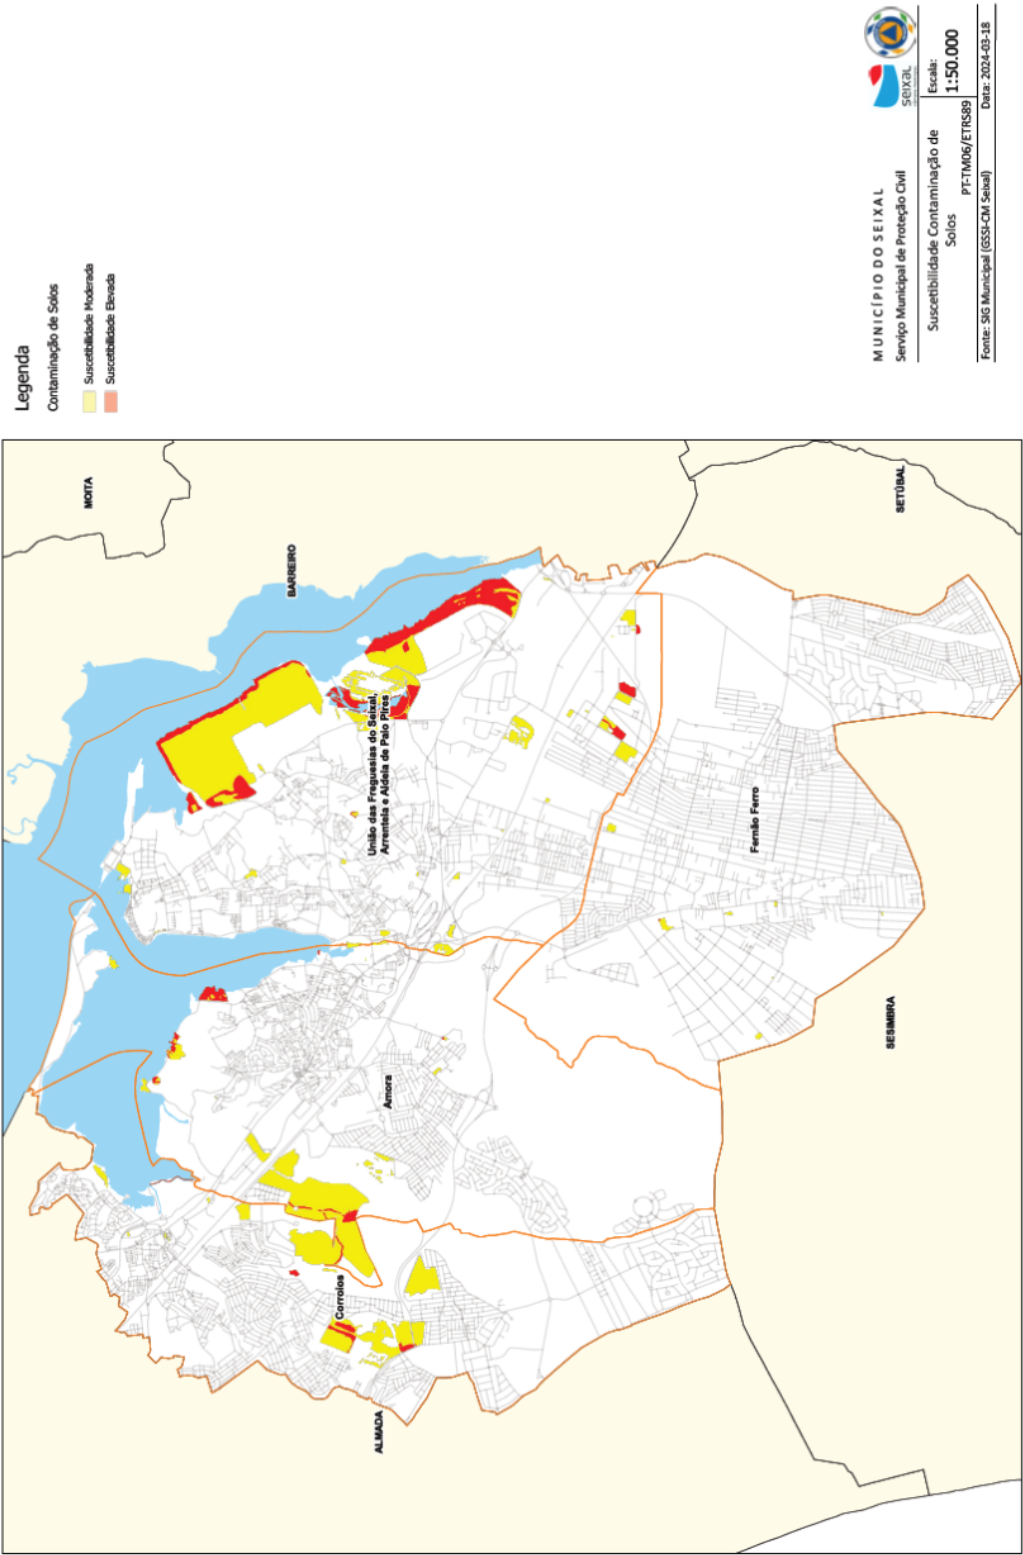 Legenda
Contaminação de Solos
Suscetibilidade Moderada
Suscetibilidade Elevada
MOITA
BARREIRO
SETÚBAL
União das Freguesias do Seixal,
Arrentela e Aldeia de Paio Pires
Fernão Ferro
SESIMBRA
Amora
Corroios
ALMADA
MUNICÍPIO DO SEIXAL
Serviço Municipal de Proteção Civil
seixal
Suscetibilidade Contaminação de
Solos
Escala:
1:50.000
PT-TM06/ETRS89
Fonte: SIG Municipal (GSSI-CM Seixal)
Data: 2024-03-18